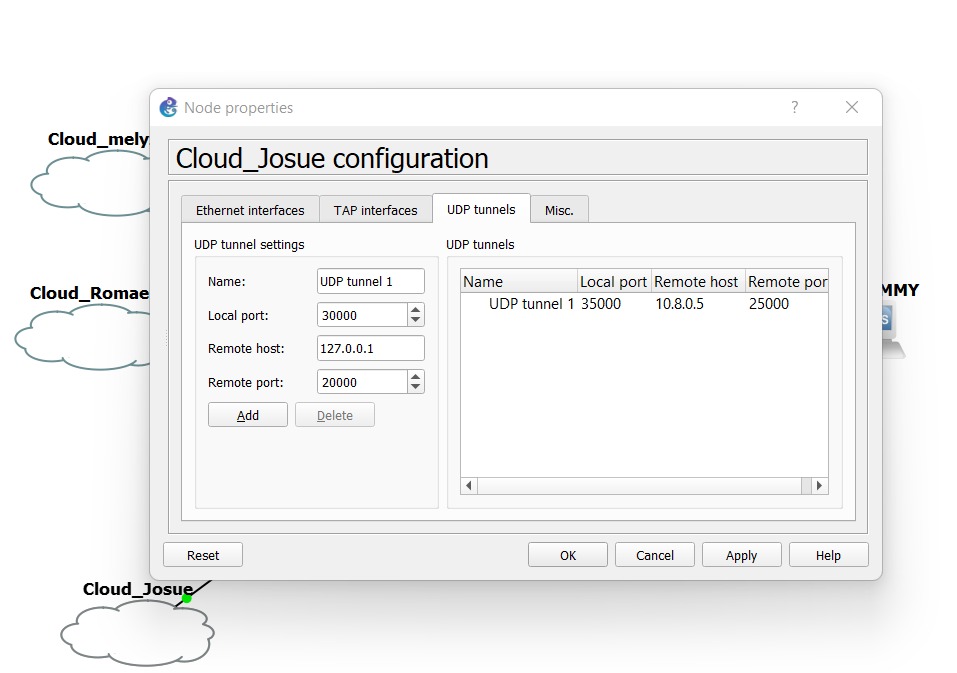 Node properties
?
Cloud_mely
Cloud_Josue configuration
Ethernet interfaces
TAP interfaces
UDP tunnels
Misc.
UDP tunnel settings
UDP tunnels
Name:
UDP tunnel 1
Name
Local port
Remote host
Remote por
Cloud_Romae
MMY
UDP tunnel 1
35000
10.8.0.5
25000
Local port:
30000
S
Remote host:
127.0.0.1
Remote port:
20000
Add
Delete
Reset
OK
Cancel
Apply
Help
Cloud_Josue